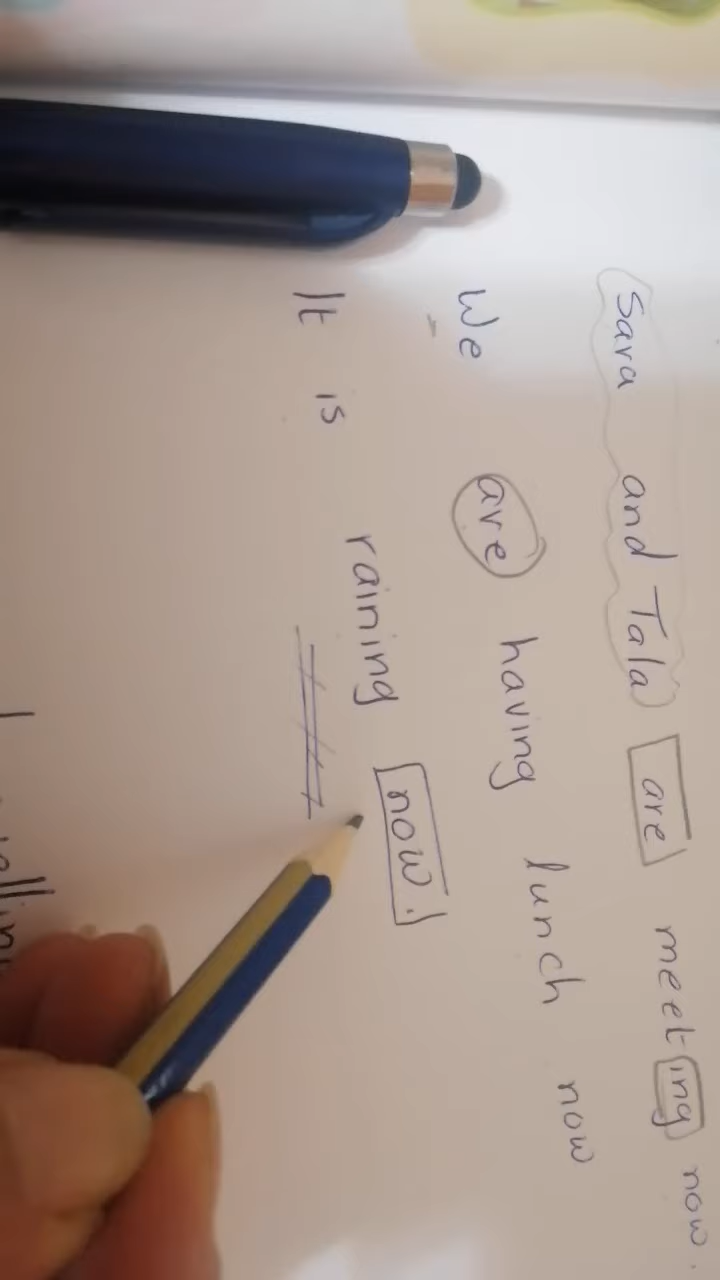 Sara and Tala are meeting now.
We are having lunch now
It is raining now.